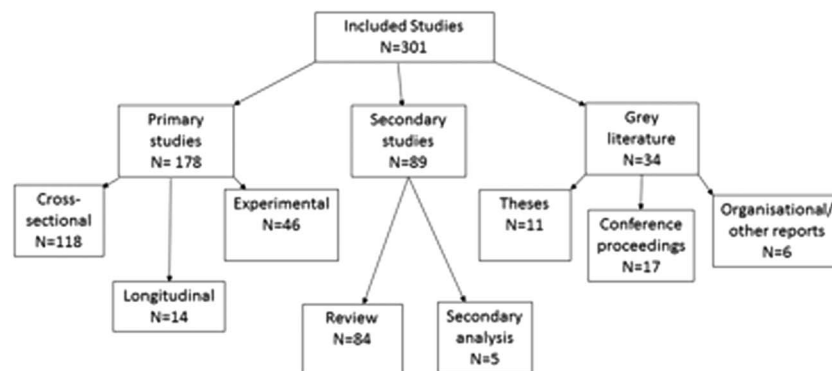 Included Studies
N=301
Primary
studies
N= 178
Secondary
studies
N=89
Grey
literature
N=34
Cross-
sectional
N=118
Experimental
N=46
Theses
N=11
Conference
proceedings
N=17
Organisational/
other reports
N=6
Longitudinal
N=14
Review
N=84
Secondary
analysis
N=5